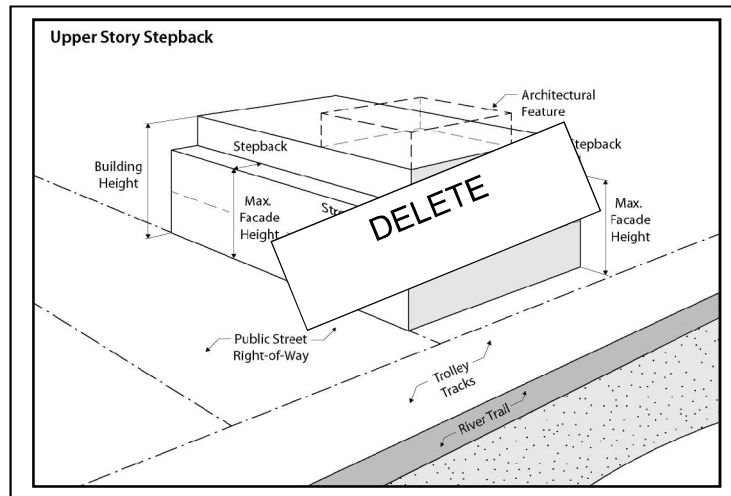 Upper Story Stepback
Architectural
Feature
Stepback
Building
Height
Max.
Facade
Height
DELETE
Max.
Facade
Height
Public Street
Right-of-Way
Trolley
Tracks
River Trail